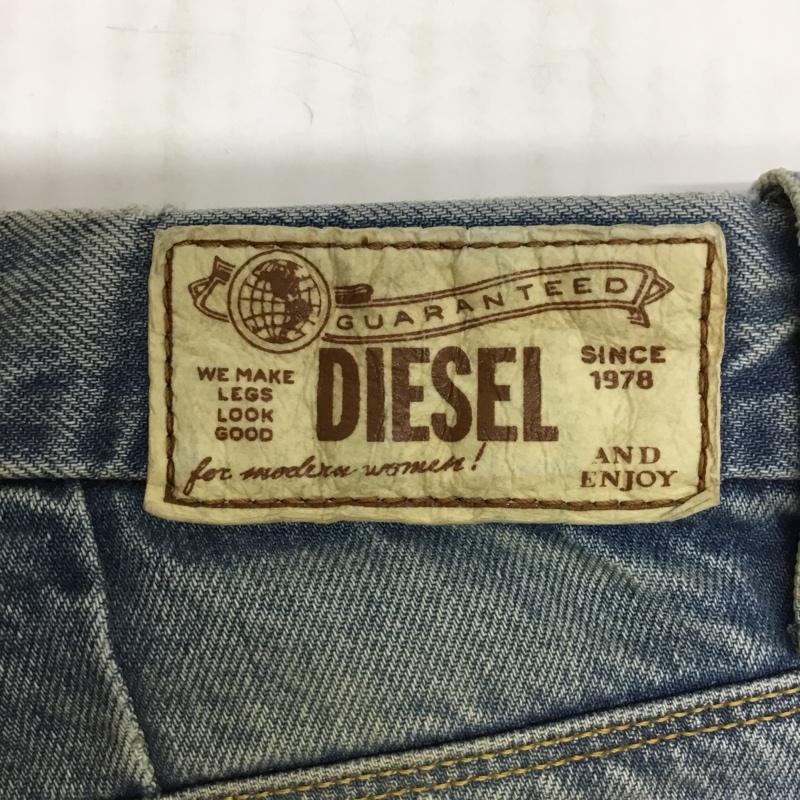 GUARANTEED
WE MAKE
LEGS
LOOK
GOOD
DIESEL
SINCE
1978
for modern women!
AND
ENJOY